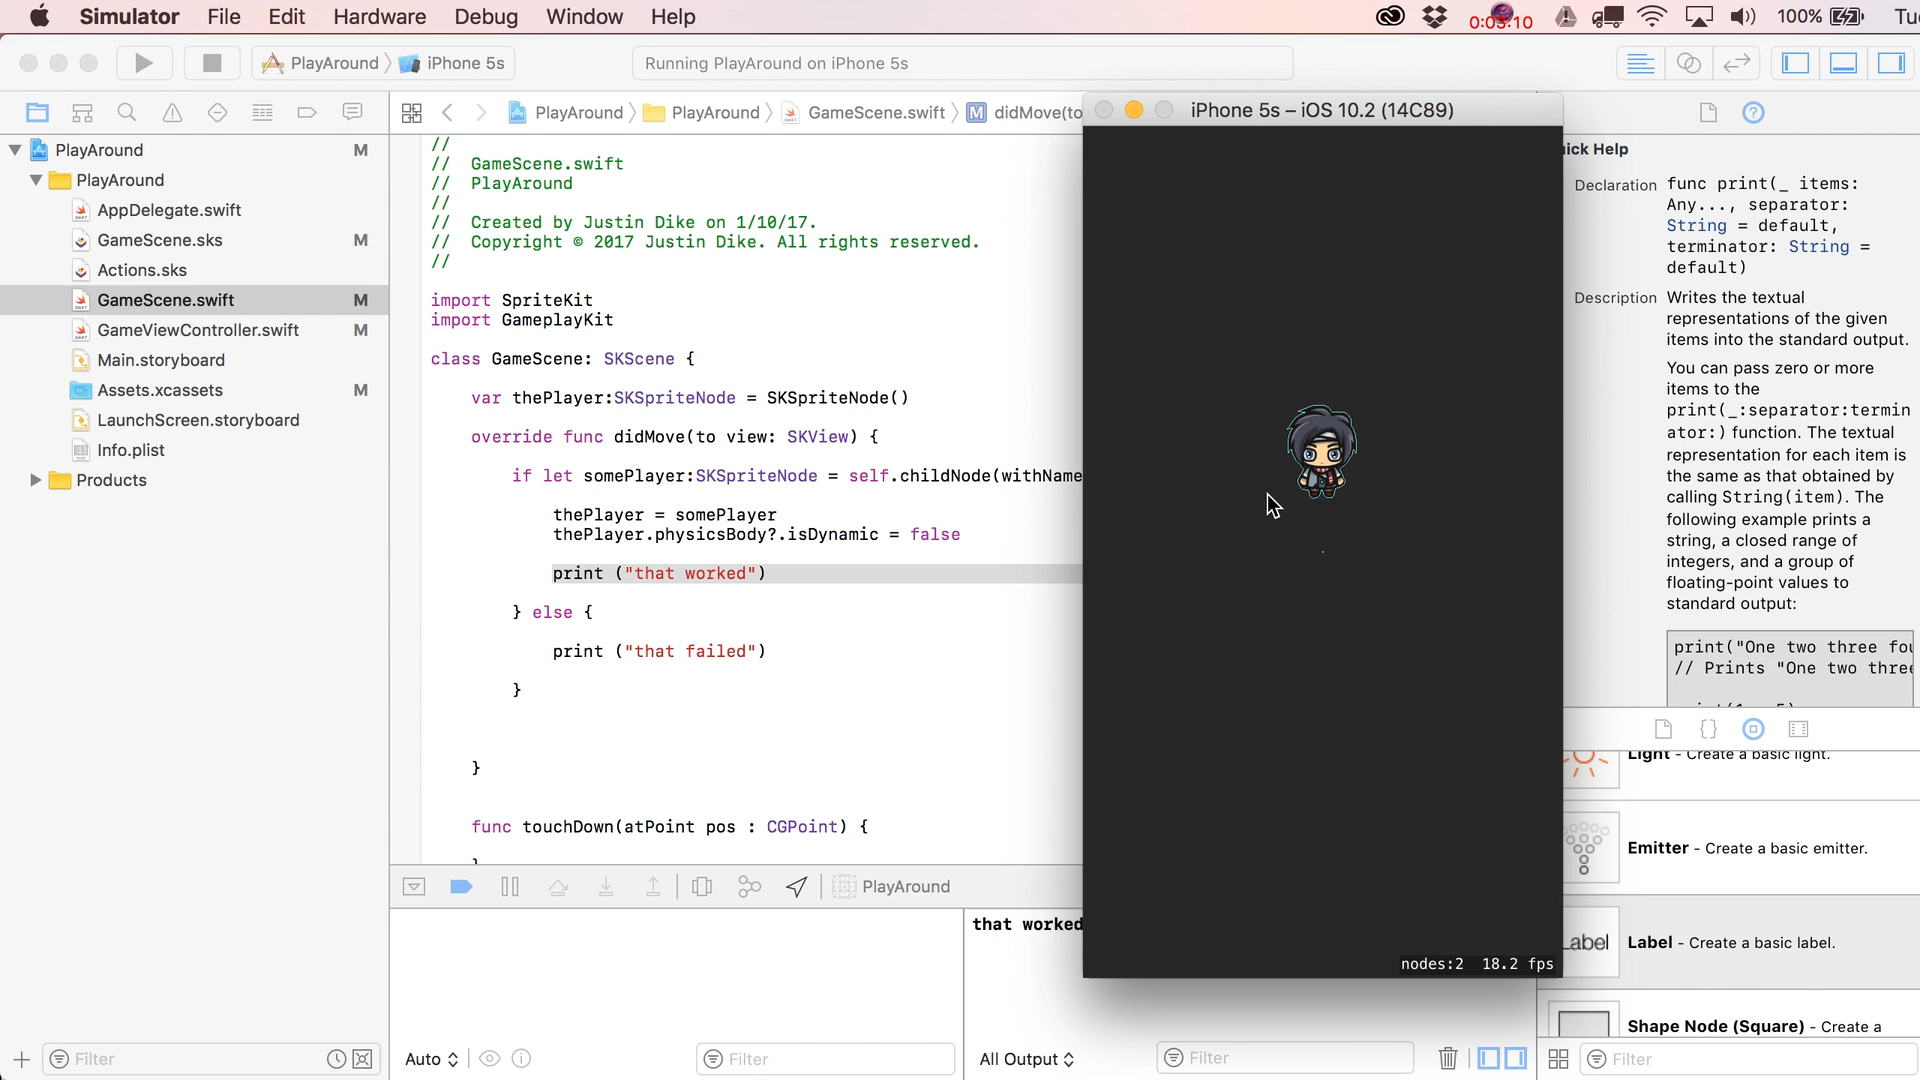 Simulator File Edit Hardware Debug Window Help
0:03:10
100%
PlayAround iPhone 5s
Running PlayAround on iPhone 5s
PlayAround PlayAround GameScene.swift M didMove(to
iPhone 5s – iOS 10.2 (14C89)
PlayAround M
PlayAround
AppDelegate.swift
GameScene.sks M
Actions.sks
GameScene.swift M
GameViewController.swift M
Main.storyboard
Assets.xcassets M
LaunchScreen.storyboard
Info.plist
Products
//
// GameScene.swift
// PlayAround
//
// Created by Justin Dike on 1/10/17.
// Copyright © 2017 Justin Dike. All rights reserved.
//
import SpriteKit
import GameplayKit
class GameScene: SKScene {
var thePlayer:SKSpriteNode = SKSpriteNode()
override func didMove(to view: SKView) {
if let somePlayer:SKSpriteNode = self.childNode(withName
thePlayer = somePlayer
thePlayer.physicsBody?.isDynamic = false
print ("that worked")
} else {
print ("that failed")
}
}
func touchDown(atPoint pos : CGPoint) {
}
PlayAround
that worked
nodes:2 18.2 fps
ick Help
Declaration func print(_ items:
Any..., separator:
String = default,
terminator: String =
default)
Description Writes the textual
representations of the given
items into the standard output.
You can pass zero or more
items to the
print(_:separator:termin
ator:) function. The textual
representation for each item is
the same as that obtained by
calling String(item). The
following example prints a
string, a closed range of
integers, and a group of
floating-point values to
standard output:
print("One two three fou
// Prints "One two three
Light - Create a basic light.
Emitter - Create a basic emitter.
Label
Label - Create a basic label.
Shape Node (Square) - Create a
Filter
Auto
Filter
All Output
Filter
Filter